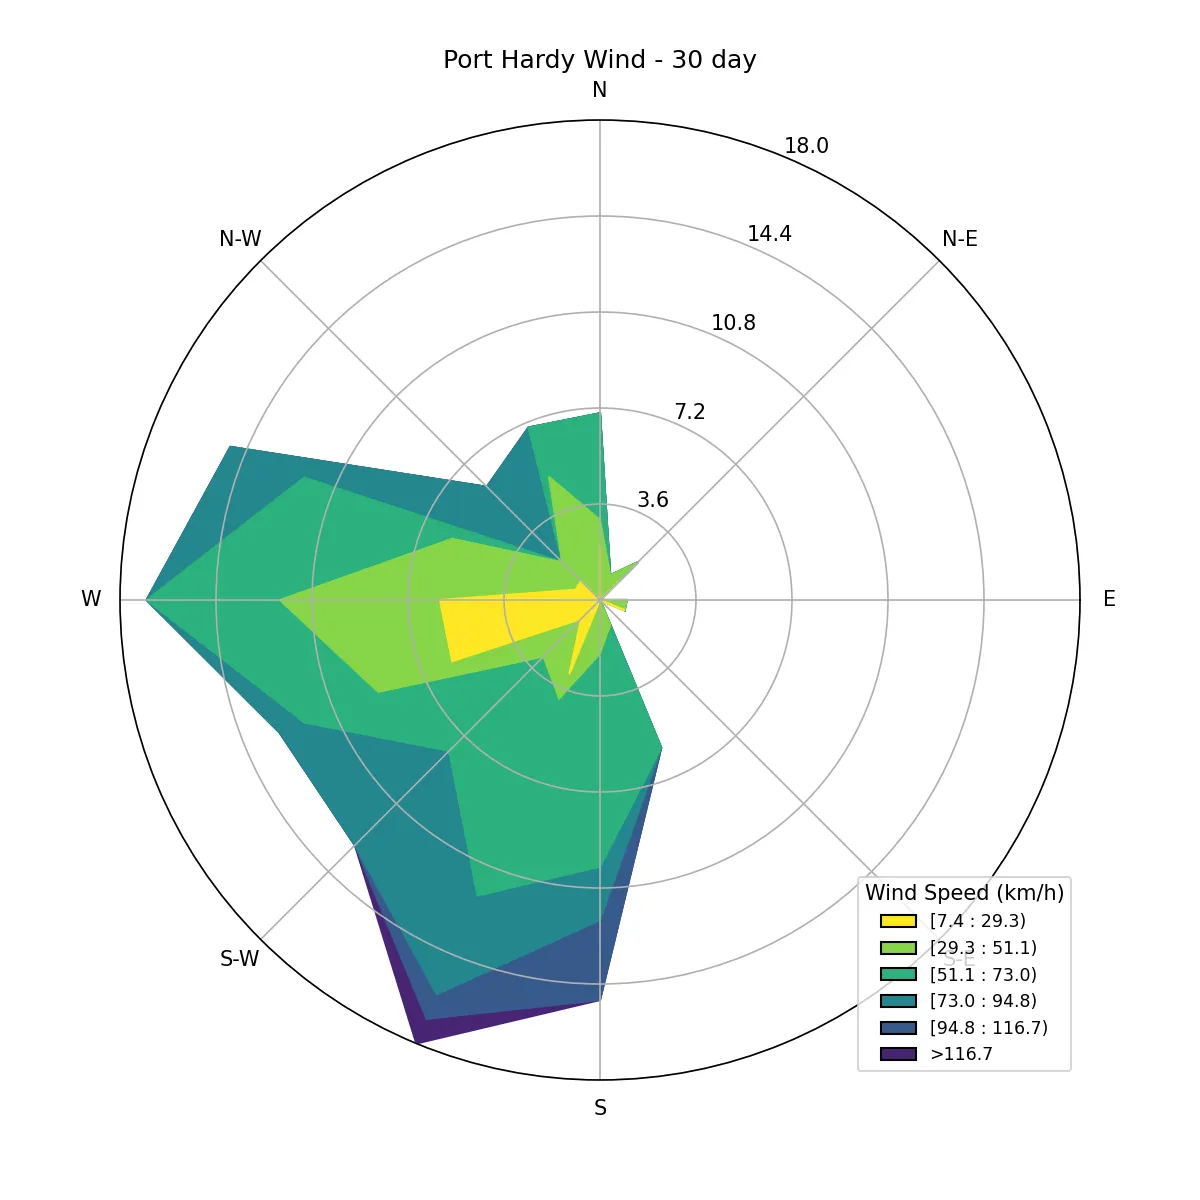 Port Hardy Wind - 30 day
N
18.0
N-W
14.4
N-E
10.8
7.2
3.6
W
E
S-W
S-E
S
Wind Speed (km/h)
[7.4 : 29.3)
[29.3 : 51.1)
[51.1 : 73.0)
[73.0 : 94.8)
[94.8 : 116.7)
>116.7